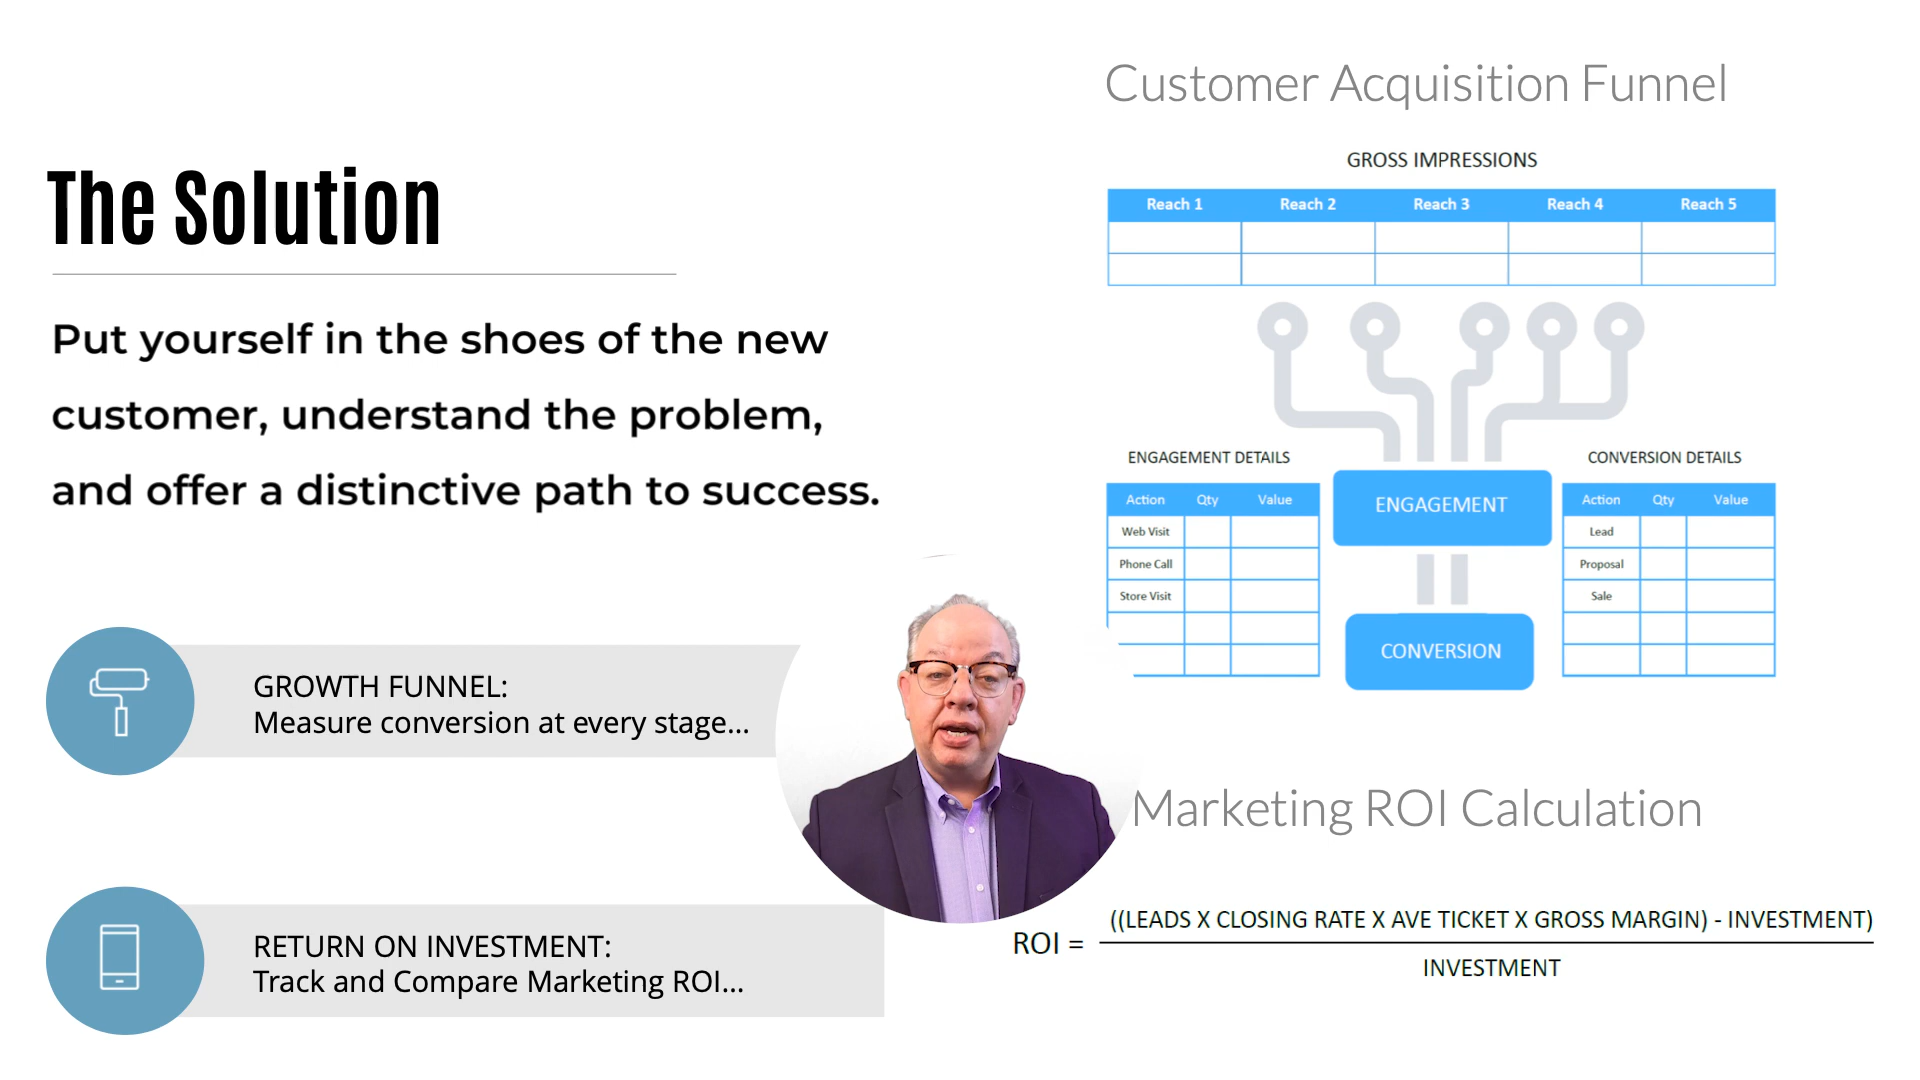 The Solution
Put yourself in the shoes of the new
customer, understand the problem,
and offer a distinctive path to success.
GROWTH FUNNEL:
Measure conversion at every stage...
RETURN ON INVESTMENT:
Track and Compare Marketing ROI...
Customer Acquisition Funnel
GROSS IMPRESSIONS
Reach 1 Reach 2 Reach 3 Reach 4 Reach 5
ENGAGEMENT DETAILS
Action Qty Value
Web Visit
Phone Call
Store Visit
ENGAGEMENT
CONVERSION
CONVERSION DETAILS
Action Qty Value
Lead
Proposal
Sale
Marketing ROI Calculation
ROI =
((LEADS X CLOSING RATE X AVE TICKET X GROSS MARGIN) - INVESTMENT)
INVESTMENT